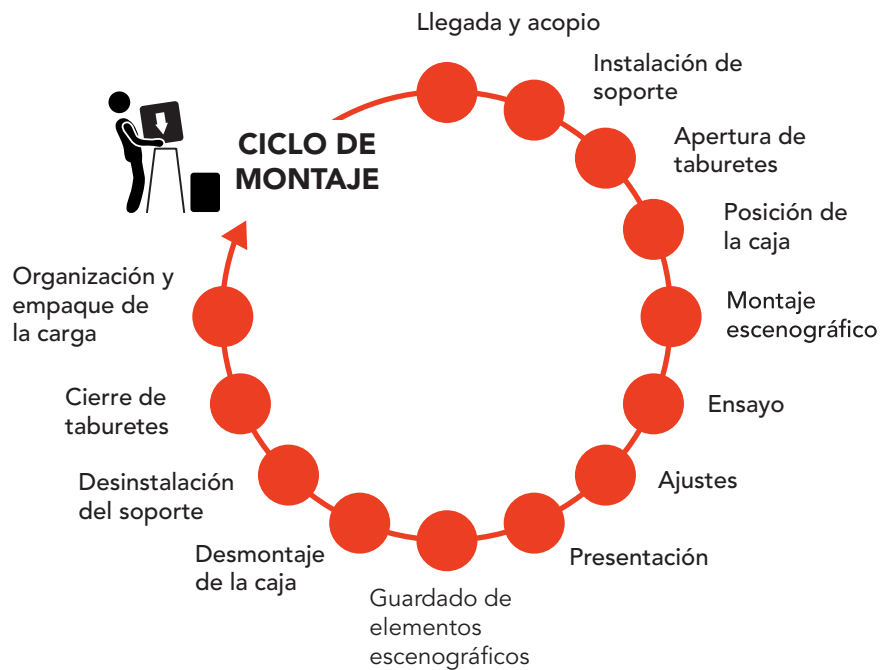 CICLO DE
MONTAJE
Llegada y acopio
Instalación de
soporte
Apertura de
taburetes
Posición de
la caja
Montaje
escenográfico
Ensayo
Ajustes
Presentación
Guardado de
elementos
escenográficos
Desmontaje
de la caja
Desinstalación
del soporte
Cierre de
taburetes
Organización y
empaque de
la carga